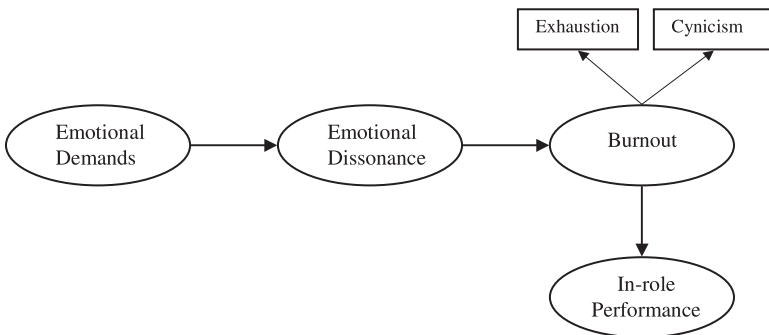 Exhaustion
Cynicism
Emotional
Demands
Emotional
Dissonance
Burnout
In-role
Performance